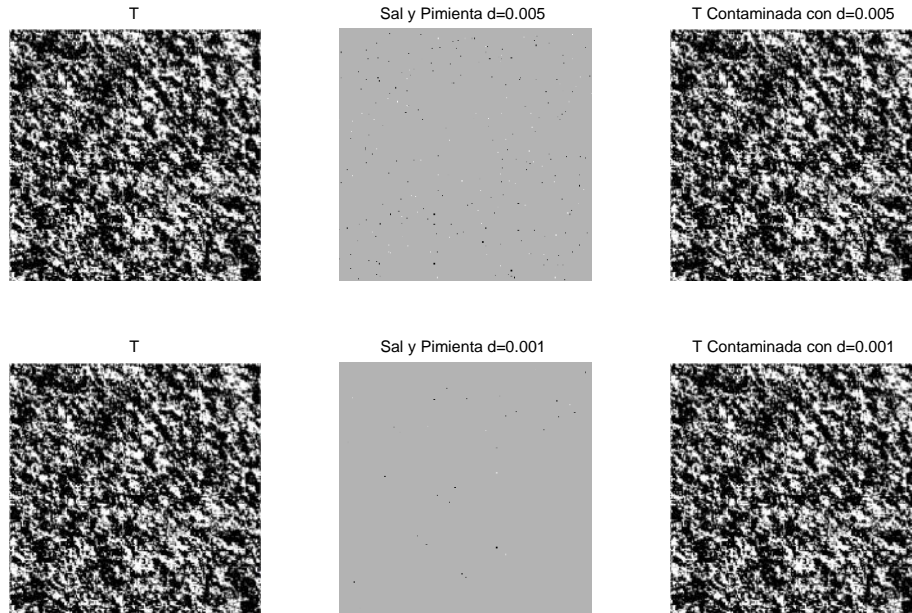 T
Sal y Pimienta d=0.005
T Contaminada con d=0.005
T
Sal y Pimienta d=0.001
T Contaminada con d=0.001